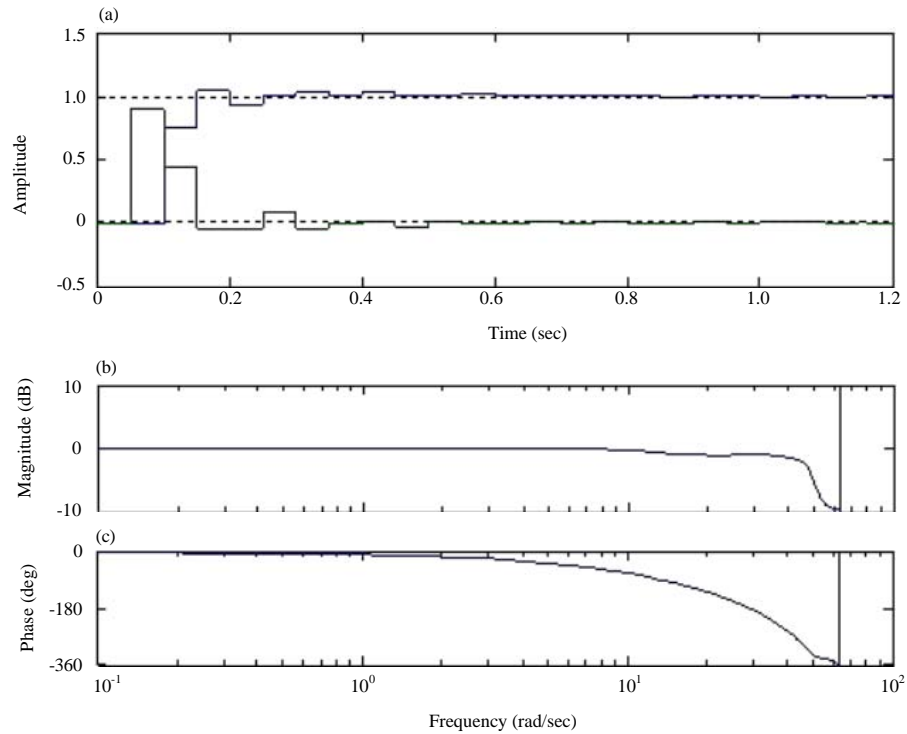 (a)
1.5
1.0
0.5
0
-0.5
Amplitude
0 0.2 0.4 0.6 0.8 1.0 1.2
Time (sec)
(b)
10
0
-10
Magnitude (dB)
(c)
0
-180
-360
Phase (deg)
10-1 100 101 102
Frequency (rad/sec)